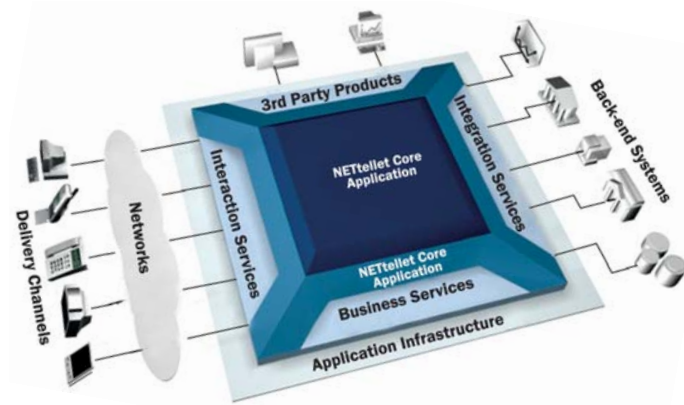 3rd Party Products
NETtellet Core
Application
Interaction Services
Integration Services
Back-end Systems
Networks
Delivery Channels
NETtellet Core
Application
Business Services
Application Infrastructure